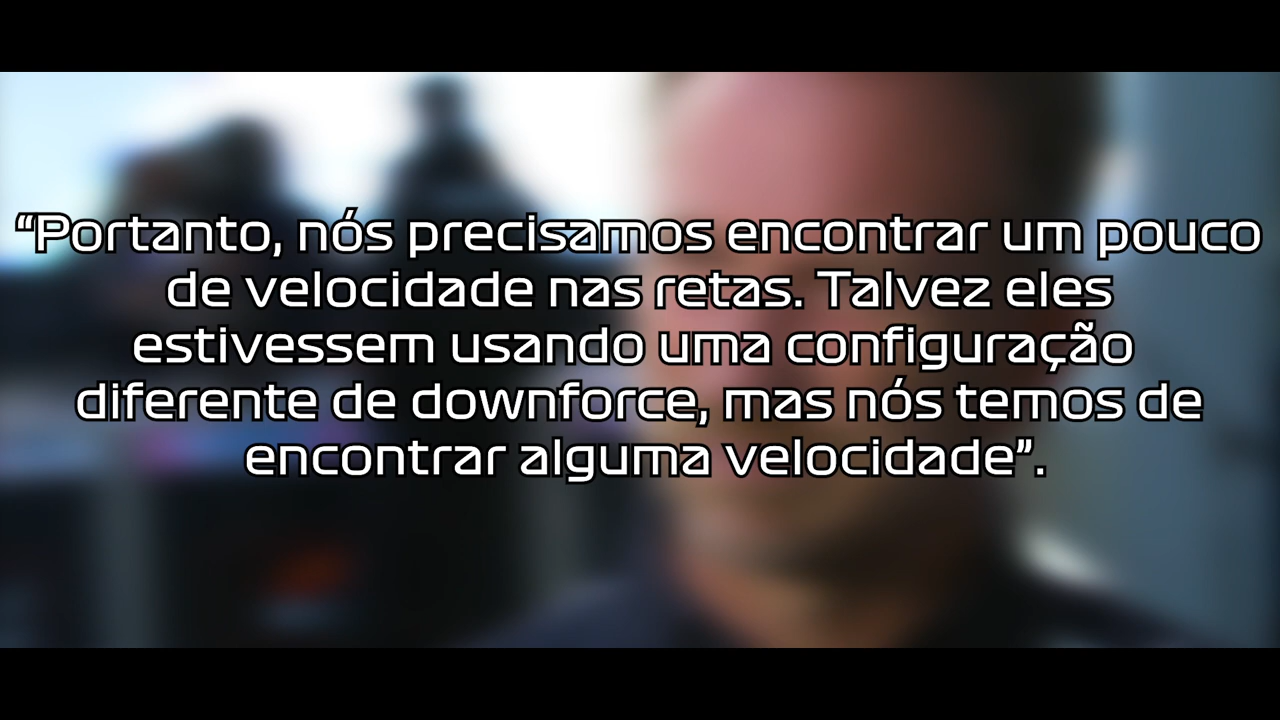 “Portanto, nós precisamos encontrar um pouco
de velocidade nas retas. Talvez eles
estivessem usando uma configuração
diferente de downforce, mas nós temos de
encontrar alguma velocidade”.